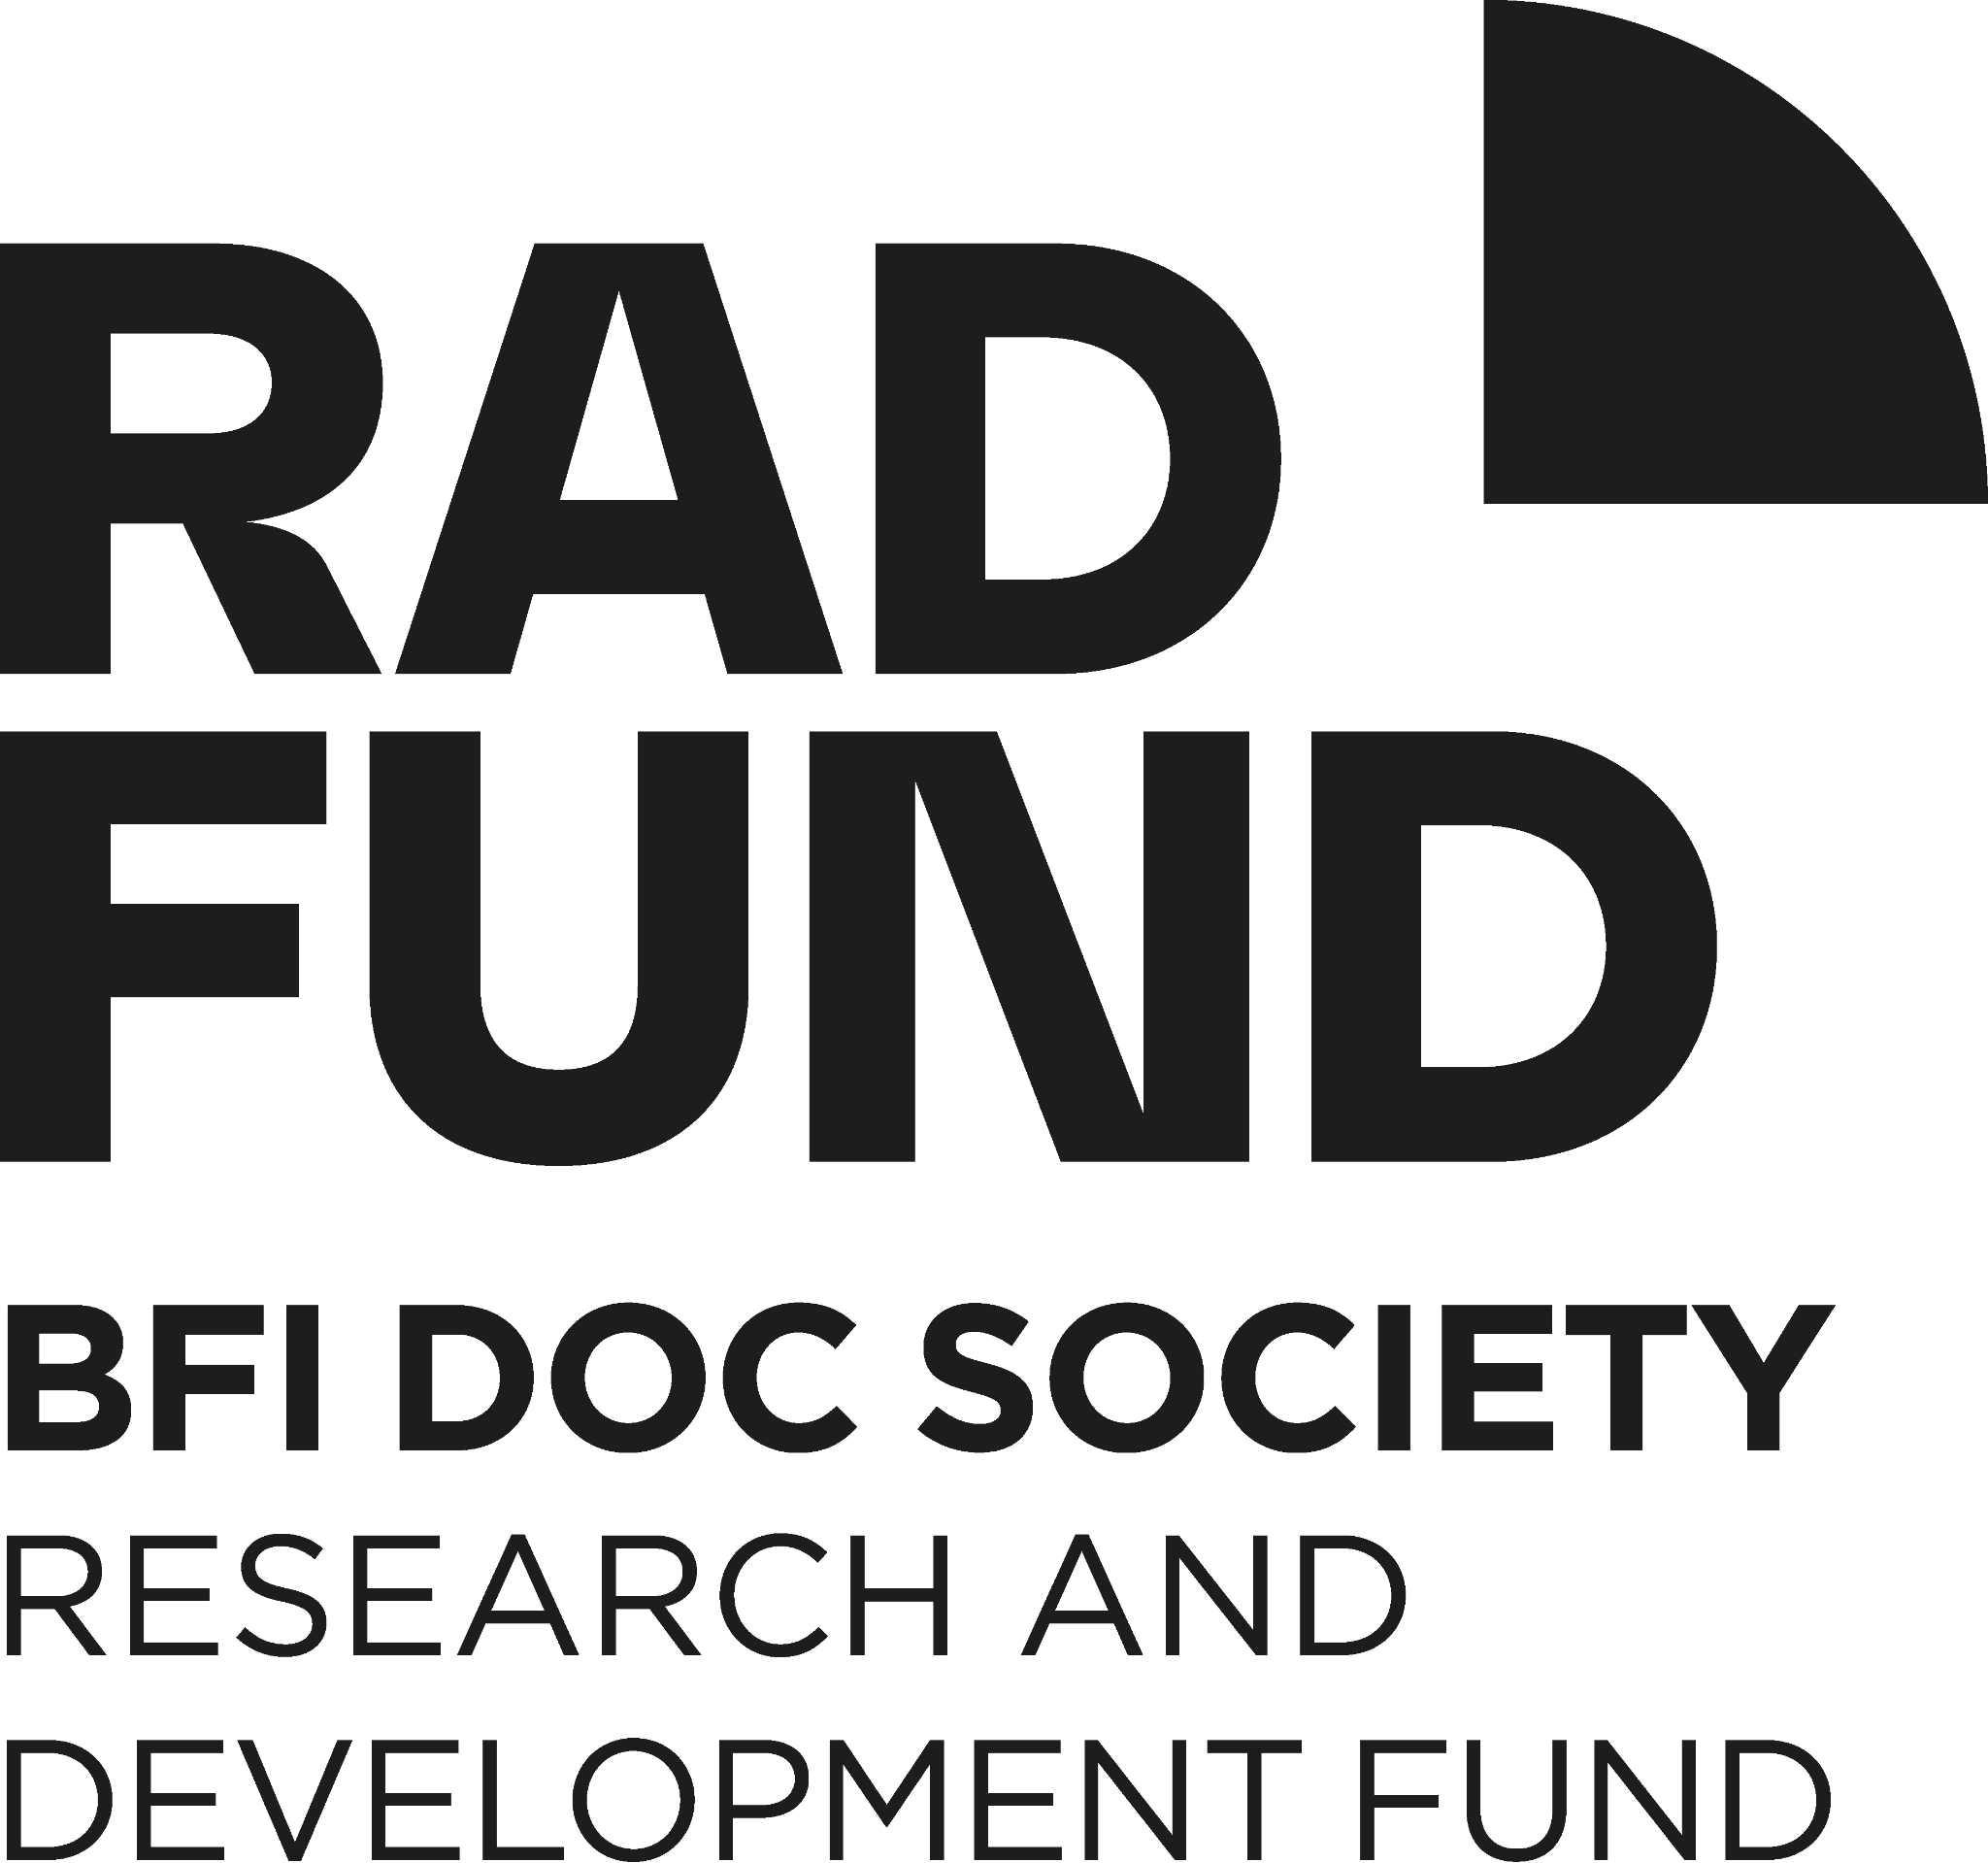 RAD
FUND
BFI DOC SOCIETY
RESEARCH AND
DEVELOPMENT FUND